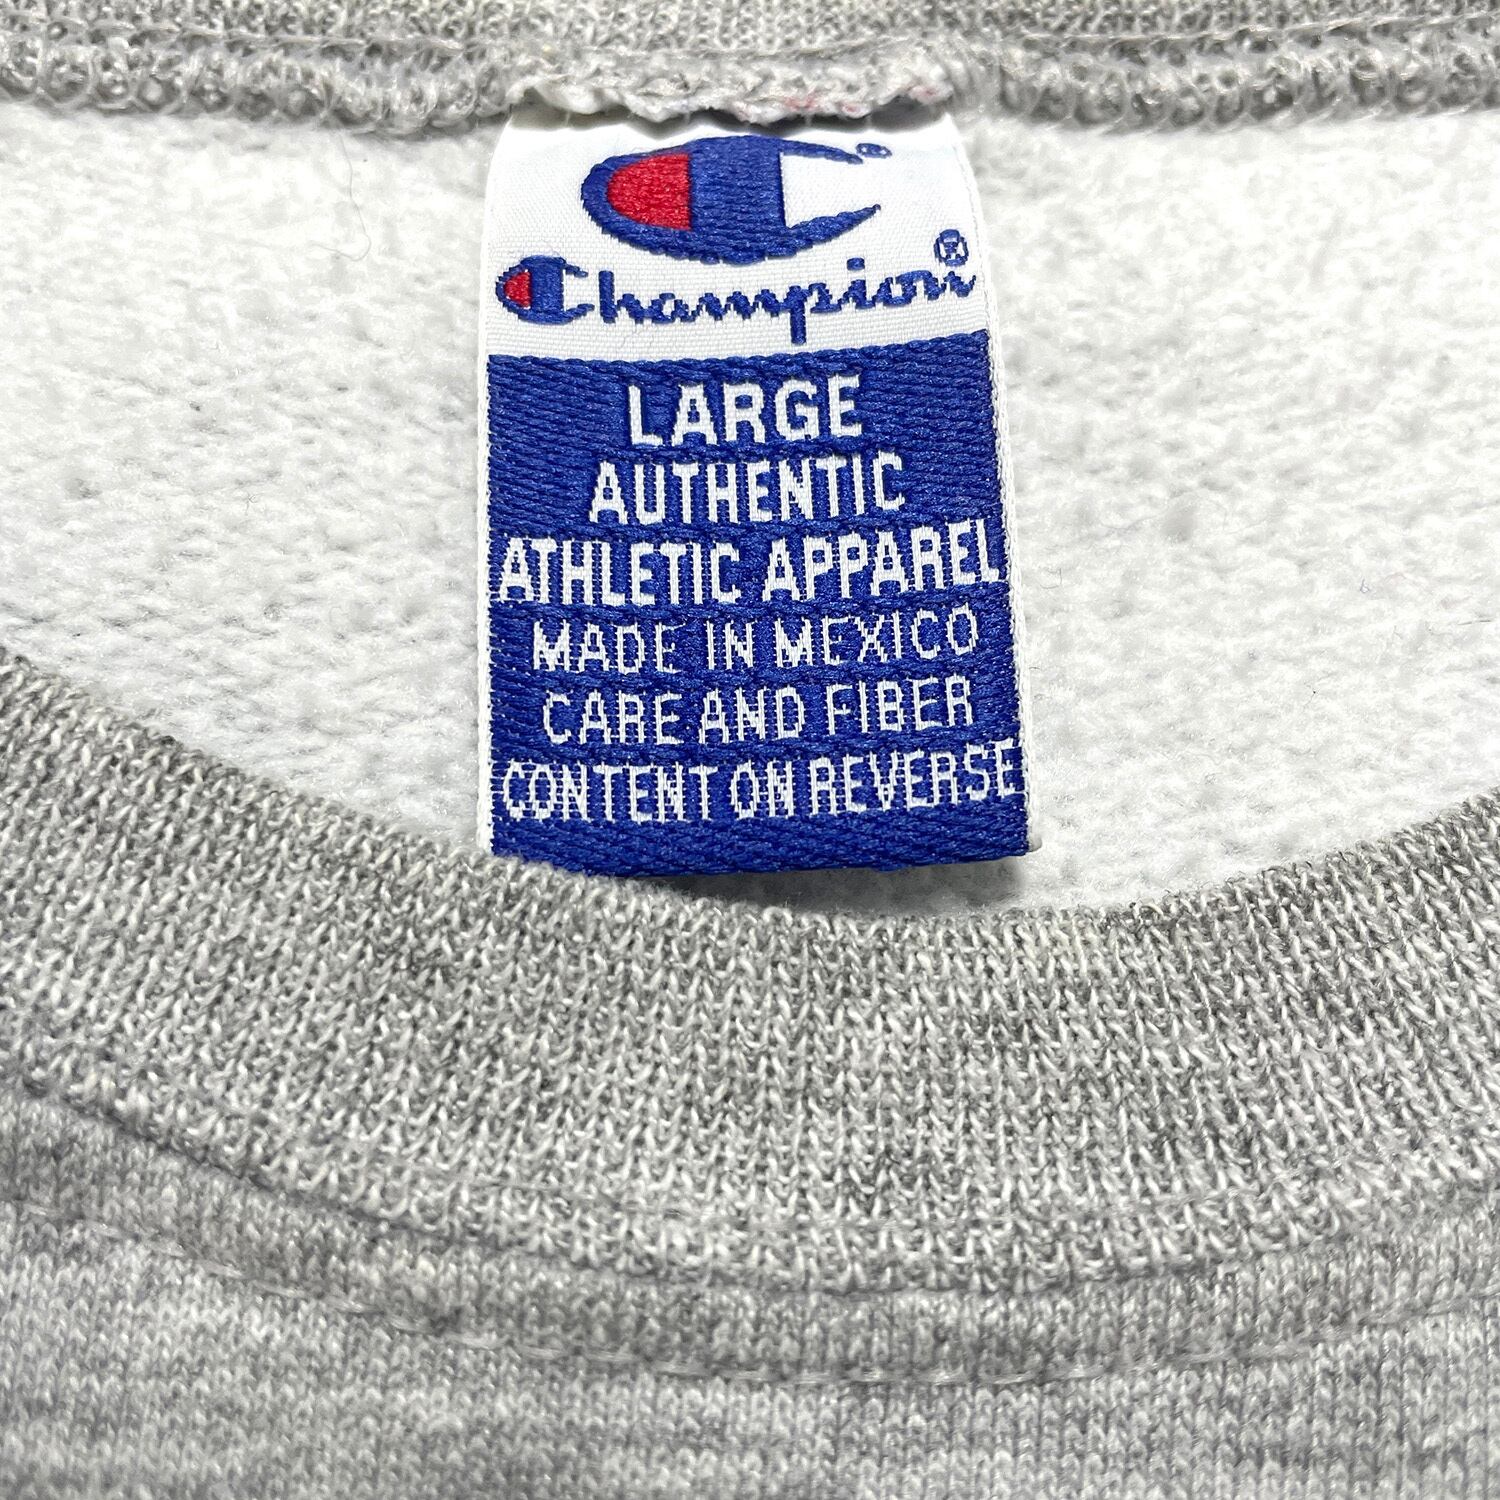 Champion®
LARGE
AUTHENTIC
ATHLETIC APPAREL
MADE IN MEXICO
CARE AND FIBER
CONTENT ON REVERSE